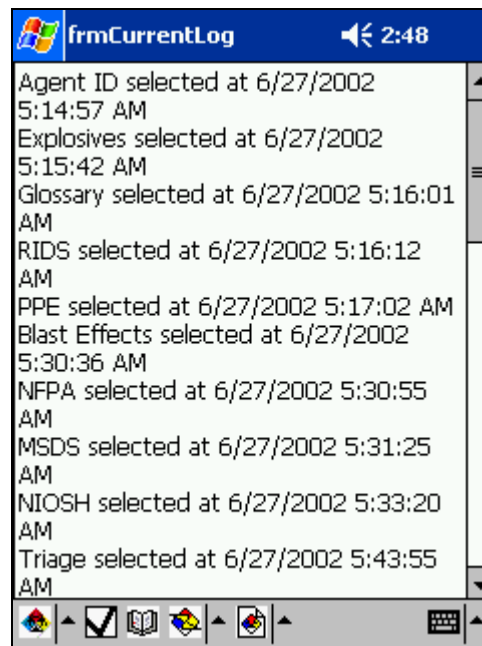 frmCurrentLog 2:48
Agent ID selected at 6/27/2002
5:14:57 AM
Explosives selected at 6/27/2002
5:15:42 AM
Glossary selected at 6/27/2002 5:16:01
AM
RIDS selected at 6/27/2002 5:16:12
AM
PPE selected at 6/27/2002 5:17:02 AM
Blast Effects selected at 6/27/2002
5:30:36 AM
NFPA selected at 6/27/2002 5:30:55
AM
MSDS selected at 6/27/2002 5:31:25
AM
NIOSH selected at 6/27/2002 5:33:20
AM
Triage selected at 6/27/2002 5:43:55
AM